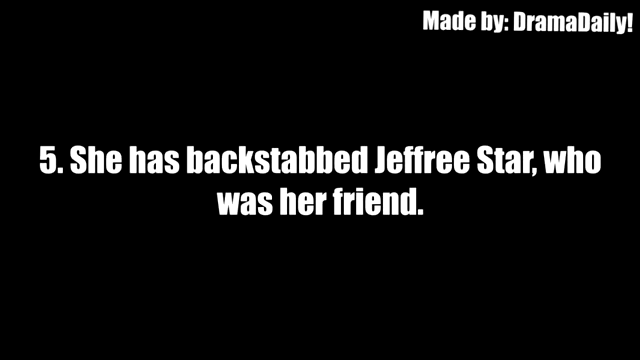 Made by: DramaDaily!
5. She has backstabbed Jeffree Star, who
was her friend.